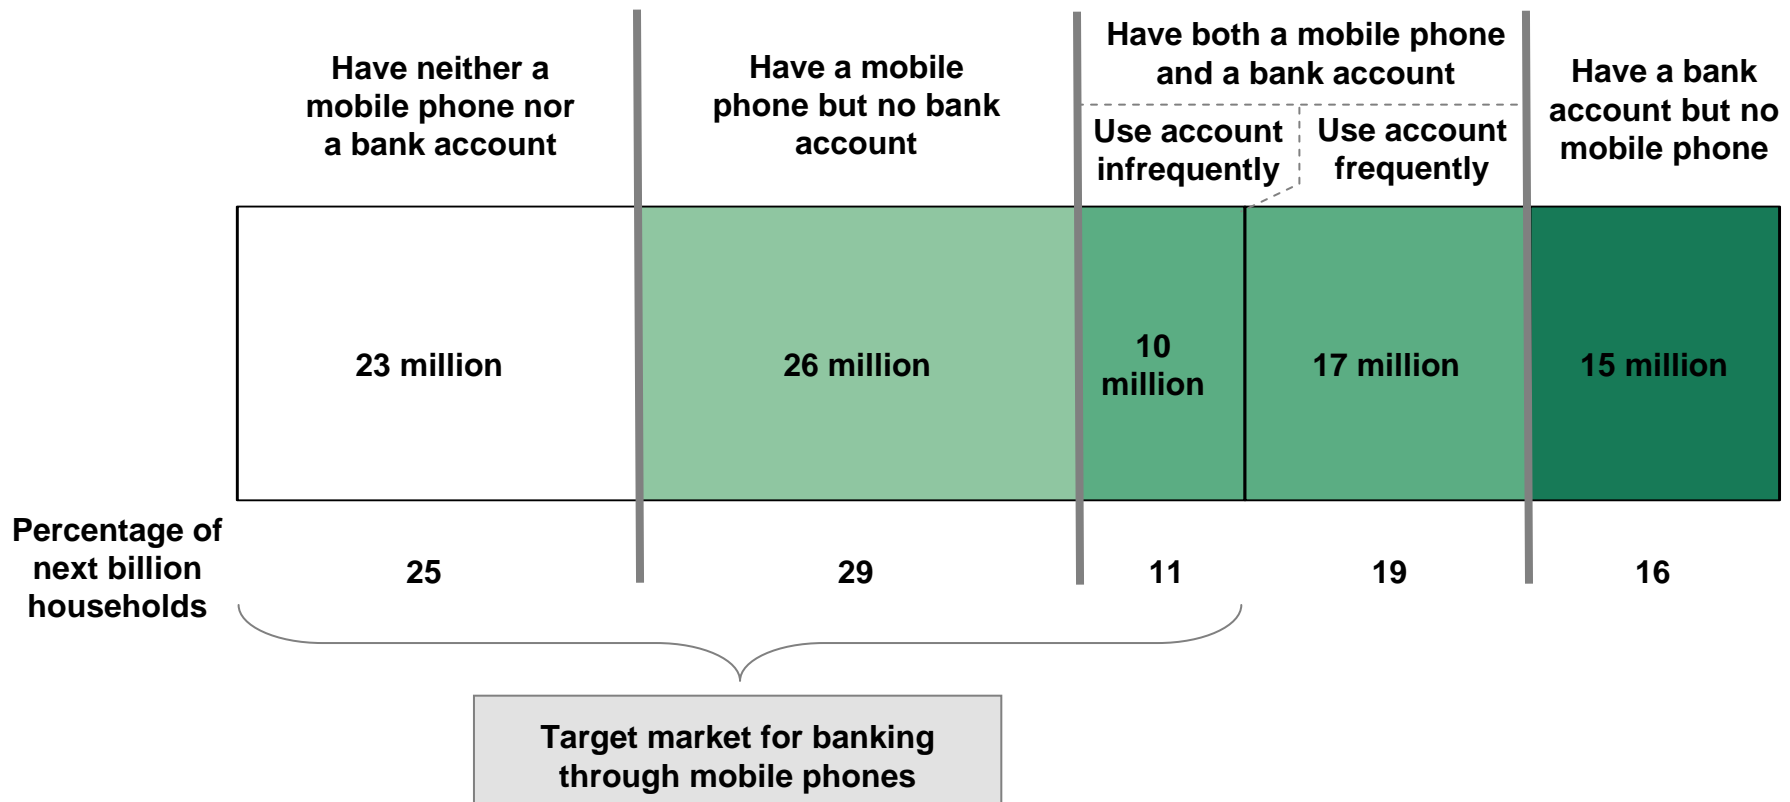 Have neither a
mobile phone nor
a bank account
Have a mobile
phone but no bank
account
Have both a mobile phone
and a bank account
Use account
infrequently
Use account
frequently
Have a bank
account but no
mobile phone
23 million
26 million
10
million
17 million
15 million
Percentage of
next billion
households
25
29
11
19
16
Target market for banking
through mobile phones